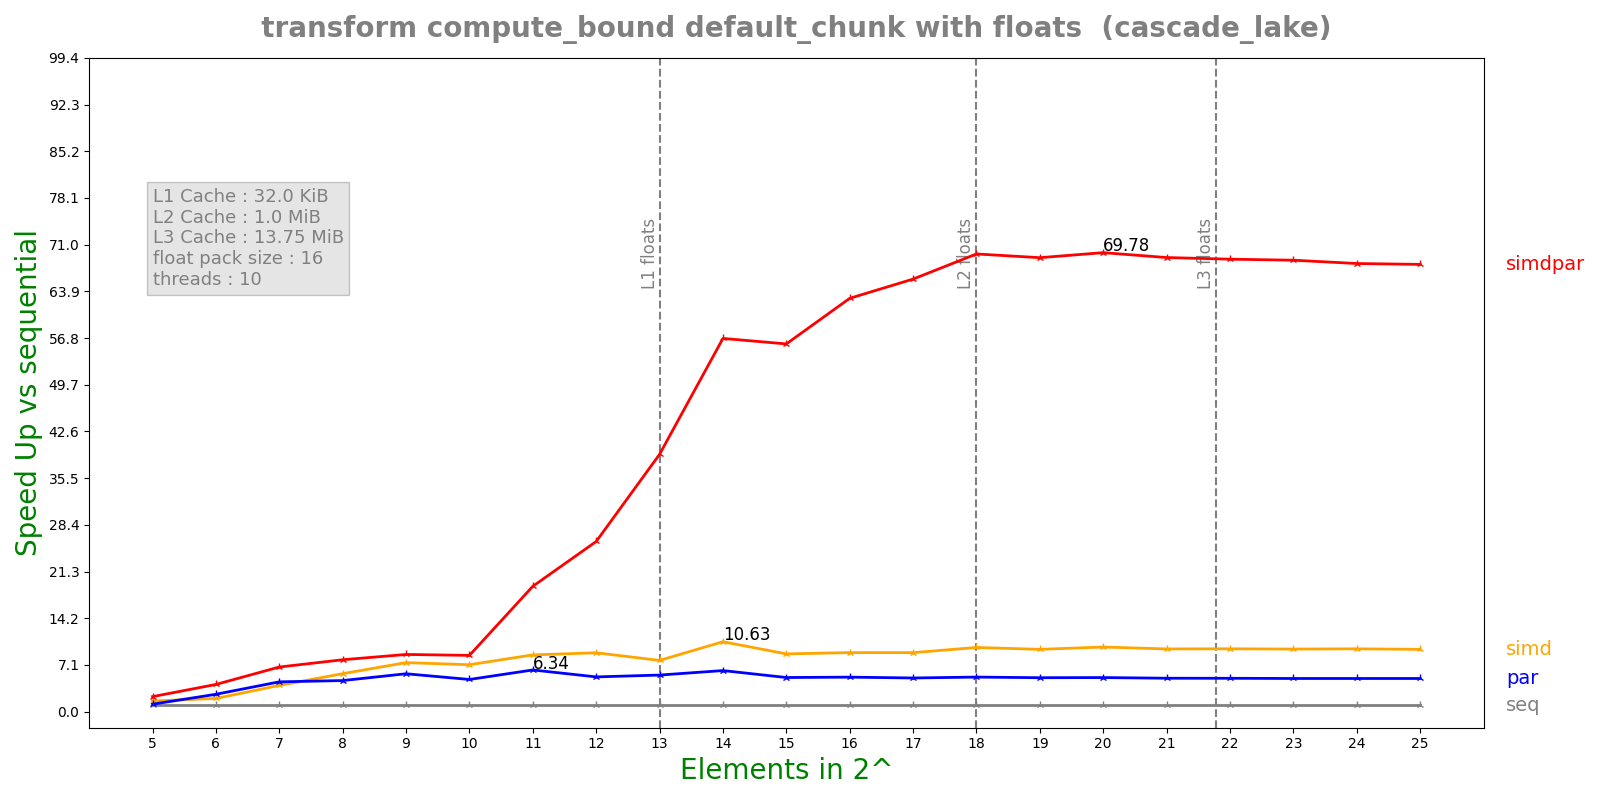 transform compute_bound default_chunk with floats (cascade_lake)
Speed Up vs sequential
99.4
92.3
85.2
78.1
71.0
63.9
56.8
49.7
42.6
35.5
28.4
21.3
14.2
7.1
0.0
L1 Cache : 32.0 KiB
L2 Cache : 1.0 MiB
L3 Cache : 13.75 MiB
float pack size : 16
threads : 10
L1 floats
L2 floats
L3 floats
69.78
10.63
6.34
simdpar
simd
par
seq
5 6 7 8 9 10 11 12 13 14 15 16 17 18 19 20 21 22 23 24 25
Elements in 2^